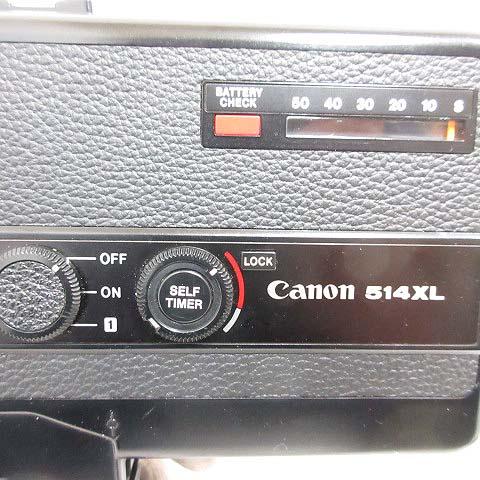 BATTERY
CHECK
50 40 30 20 10 S
OFF
ON
1
SELF
TIMER
LOCK
Canon 514XL